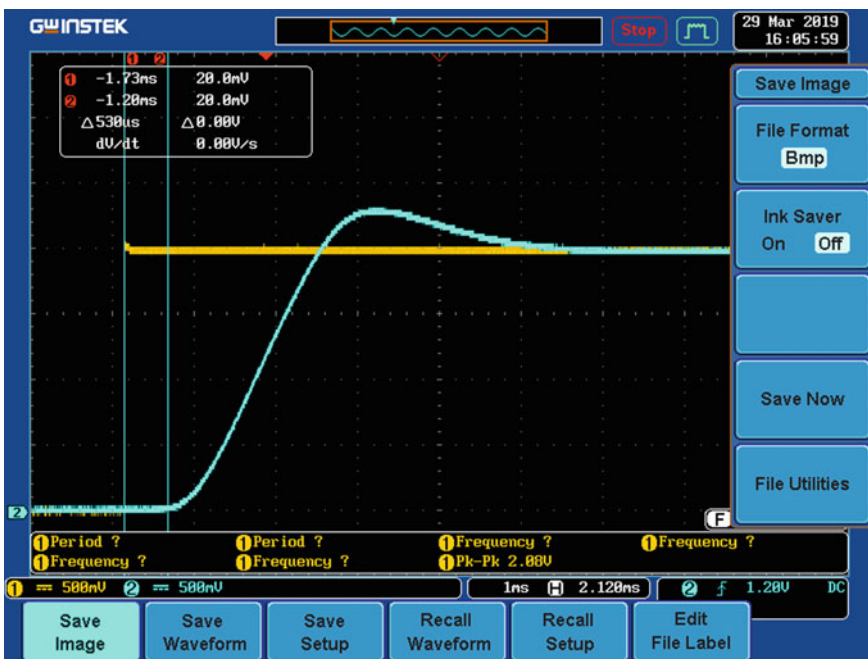 GWINSTEK
Stop
29 Mar 2019
16:05:59
1 2
1 -1.73ms 20.0mV
2 -1.20ms 20.0mV
△530us △0.00V
dV/dt 0.00V/s
Save Image
File Format
Bmp
Ink Saver
On Off
Save Now
File Utilities
2
F
1 Period ? 1 Period ? 1 Frequency ? 1 Frequency ?
1 Frequency ? 1 Frequency ? 1 Pk-Pk 2.08V
1 500mV 2 500mV 1ms H 2.120ms 2 1.20V DC
Save Image
Save Waveform
Save Setup
Recall Waveform
Recall Setup
Edit File Label